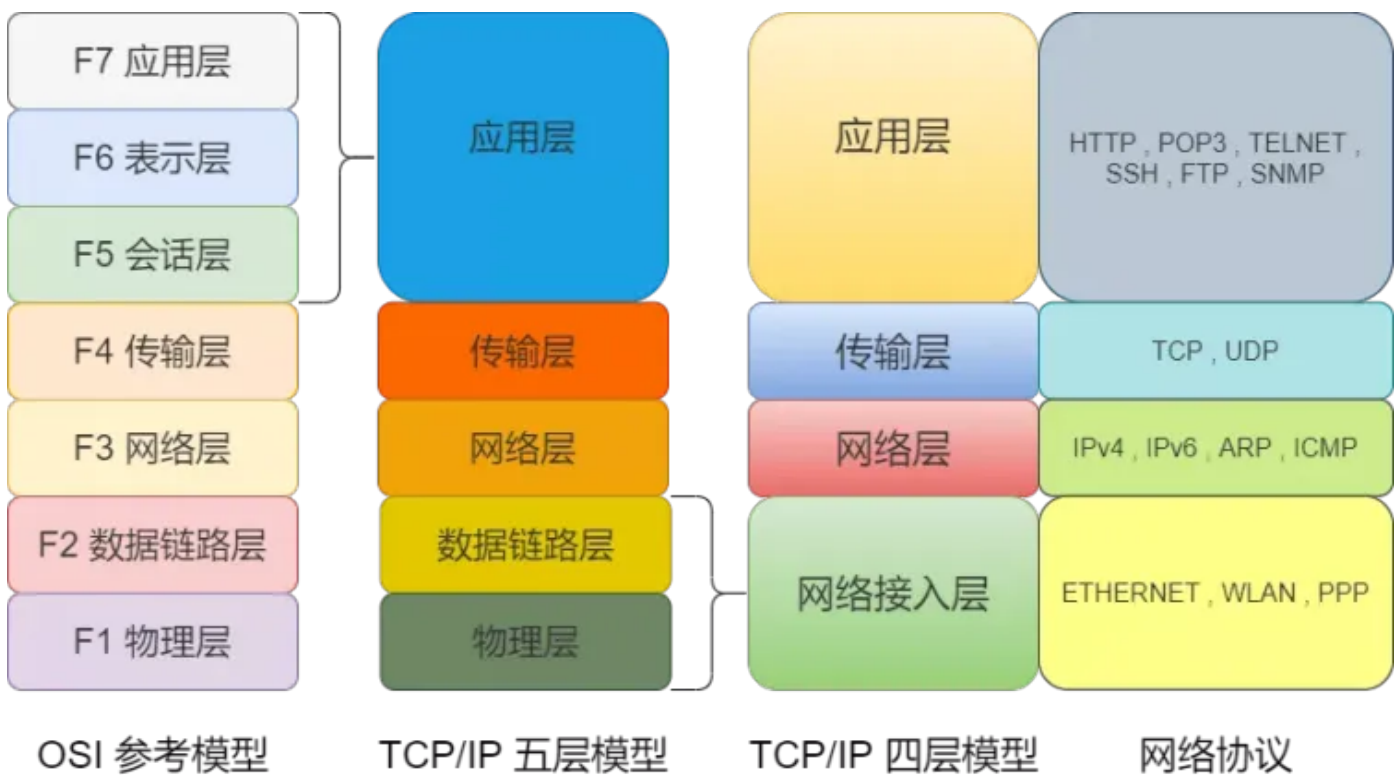 F7 应用层
F6 表示层
F5 会话层
F4 传输层
F3 网络层
F2 数据链路层
F1 物理层
OSI 参考模型
应用层
传输层
网络层
数据链路层
物理层
TCP/IP 五层模型
应用层
传输层
网络层
网络接入层
TCP/IP 四层模型
HTTP , POP3 , TELNET ,
SSH , FTP , SNMP
TCP , UDP
IPv4 , IPv6 , ARP , ICMP
ETHERNET , WLAN , PPP
网络协议